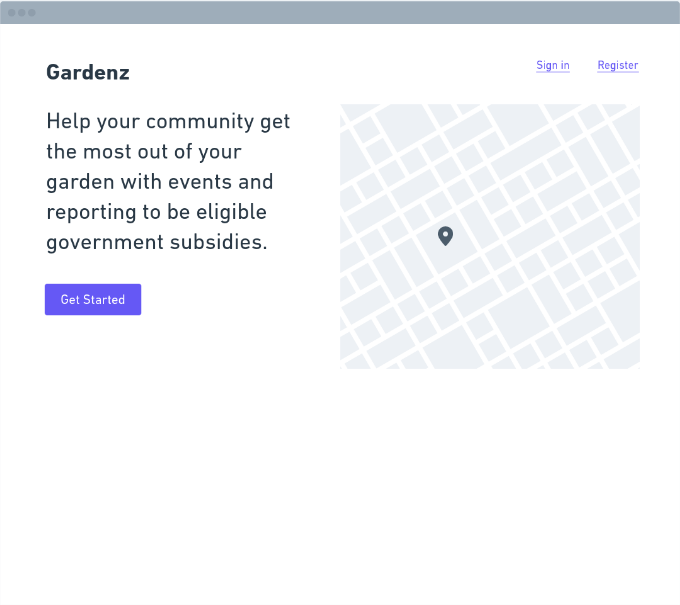 Gardenz
Sign in
Register
Help your community get
the most out of your
garden with events and
reporting to be eligible
government subsidies.
Get Started